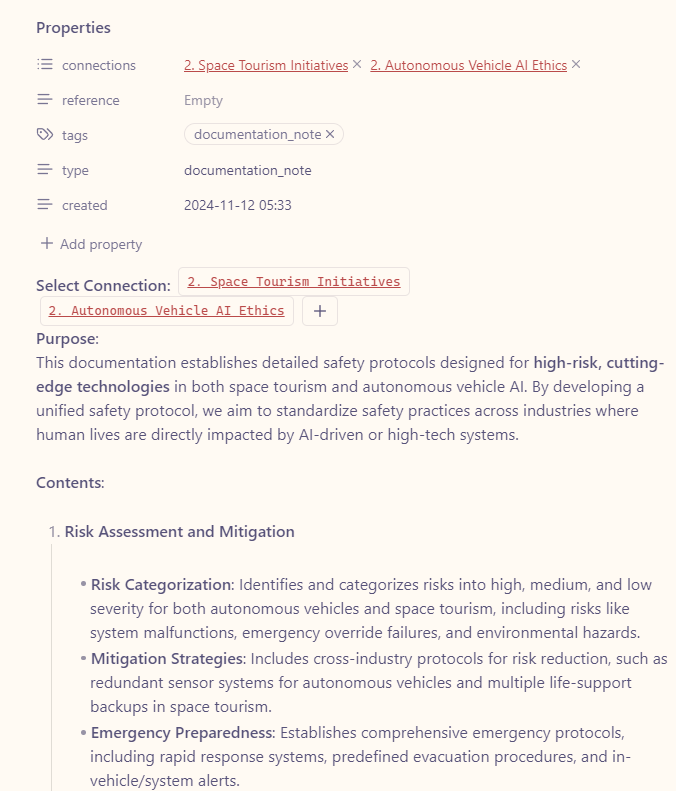 Properties
connections 2. Space Tourism Initiatives × 2. Autonomous Vehicle AI Ethics ×
reference Empty
tags documentation_note ×
type documentation_note
created 2024-11-12 05:33
+ Add property
Select Connection: 2. Space Tourism Initiatives
2. Autonomous Vehicle AI Ethics +
Purpose:
This documentation establishes detailed safety protocols designed for high-risk, cutting-
edge technologies in both space tourism and autonomous vehicle AI. By developing a
unified safety protocol, we aim to standardize safety practices across industries where
human lives are directly impacted by AI-driven or high-tech systems.
Contents:
1. Risk Assessment and Mitigation
• Risk Categorization: Identifies and categorizes risks into high, medium, and low
severity for both autonomous vehicles and space tourism, including risks like
system malfunctions, emergency override failures, and environmental hazards.
• Mitigation Strategies: Includes cross-industry protocols for risk reduction, such as
redundant sensor systems for autonomous vehicles and multiple life-support
backups in space tourism.
• Emergency Preparedness: Establishes comprehensive emergency protocols,
including rapid response systems, predefined evacuation procedures, and in-
vehicle/system alerts.